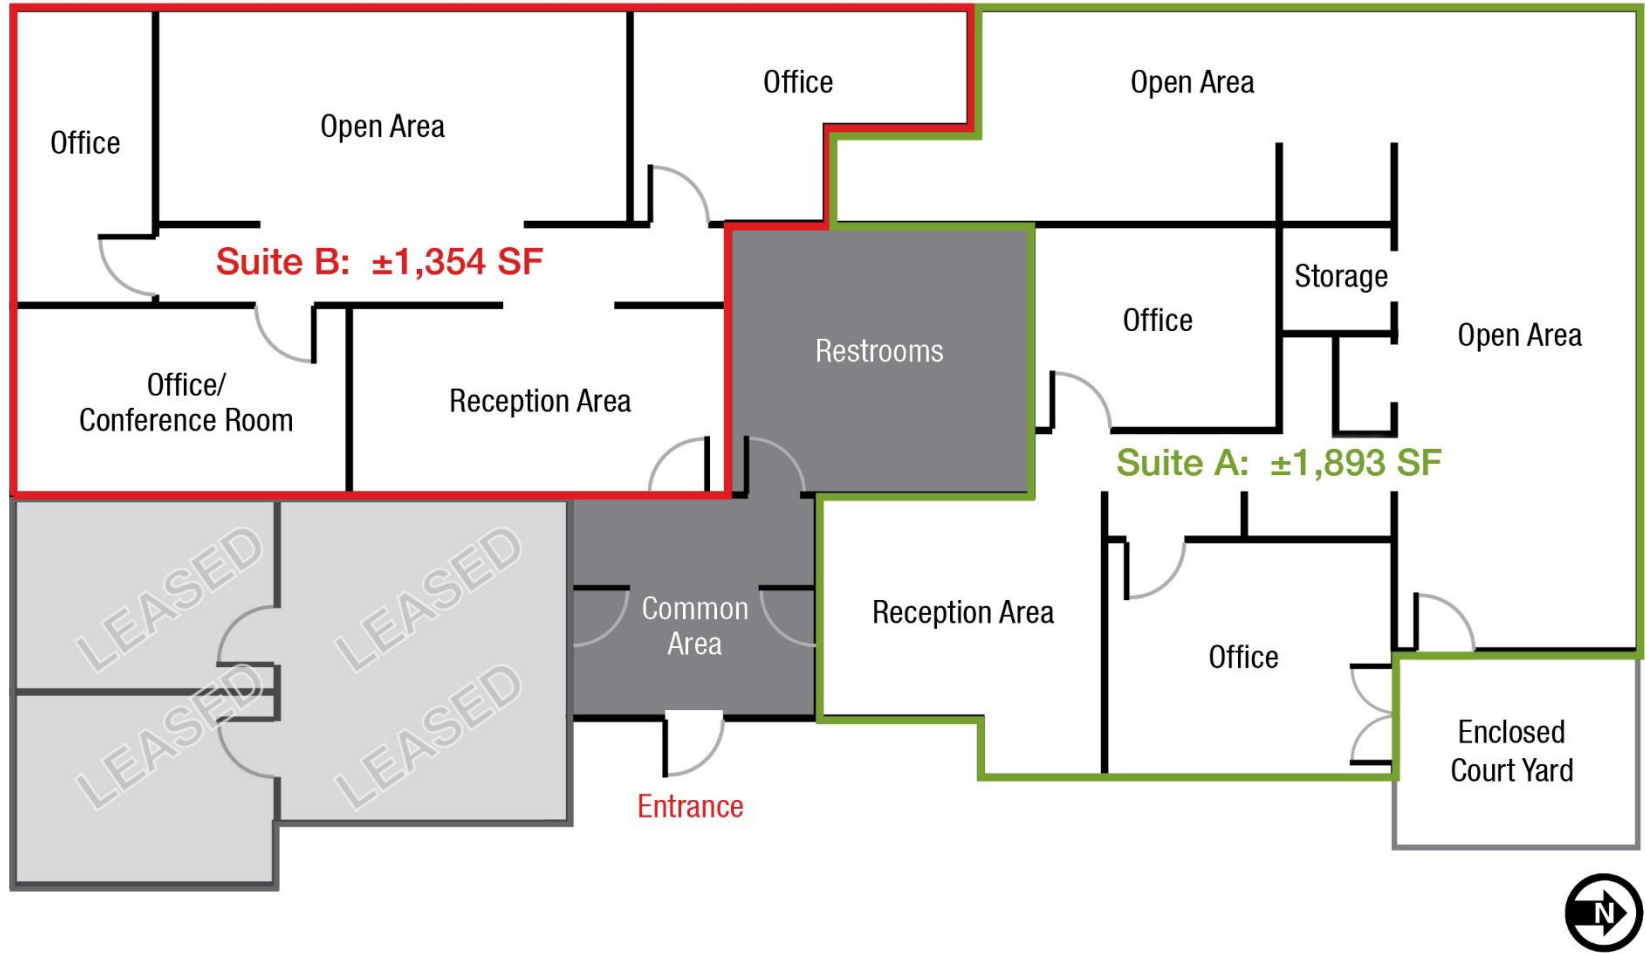 Office
Open Area
Office
Open Area
Suite B: ±1,354 SF
Storage
Office
Open Area
Restrooms
Office/
Conference Room
Reception Area
Suite A: ±1,893 SF
LEASED
LEASED
Common
Area
Reception Area
Office
LEASED
LEASED
Enclosed
Court Yard
Entrance
N